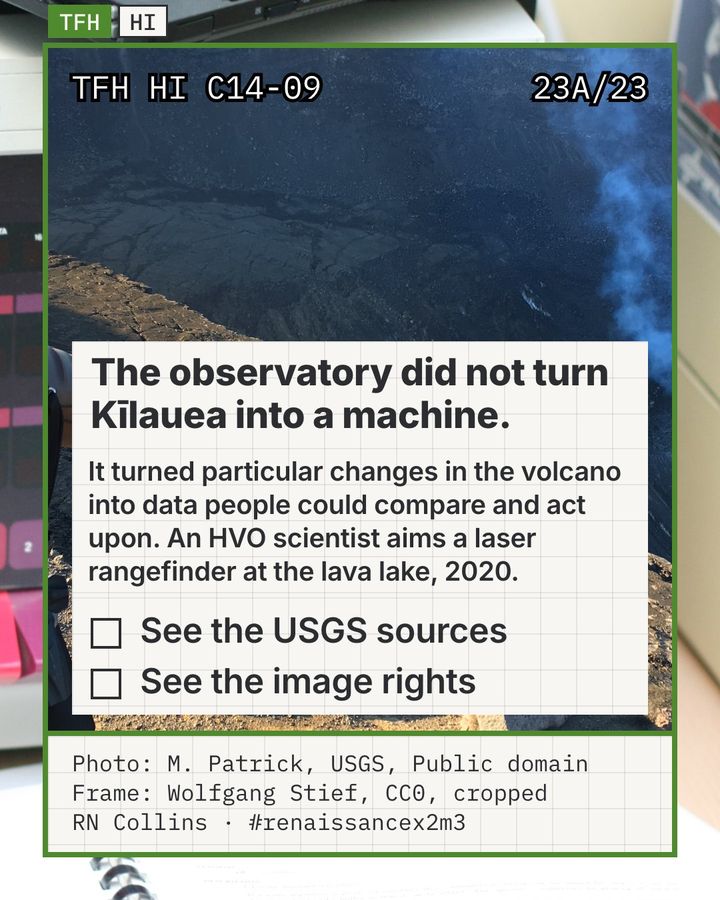 TFH HI
TFH HI C14-09 23A/23
The observatory did not turn
Kīlauea into a machine.
It turned particular changes in the volcano
into data people could compare and act
upon. An HVO scientist aims a laser
rangefinder at the lava lake, 2020.
See the USGS sources
See the image rights
2
Photo: M. Patrick, USGS, Public domain
Frame: Wolfgang Stief, CC0, cropped
RN Collins · #renaissancex2m3